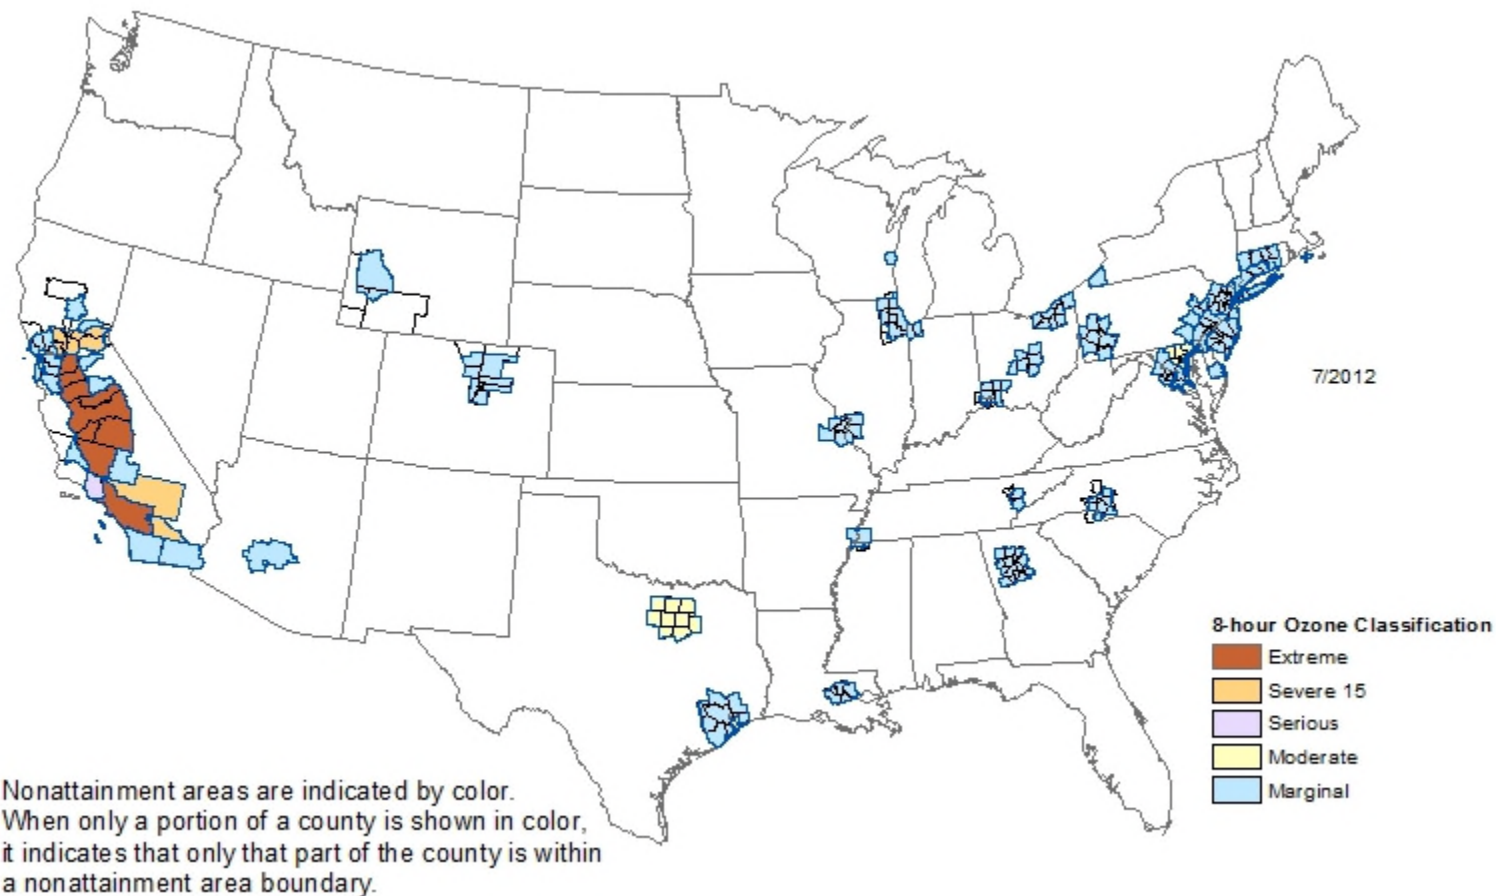 7/2012
8-hour Ozone Classification
Extreme
Severe 15
Serious
Moderate
Marginal
Nonattainment areas are indicated by color.
When only a portion of a county is shown in color,
it indicates that only that part of the county is within
a nonattainment area boundary.